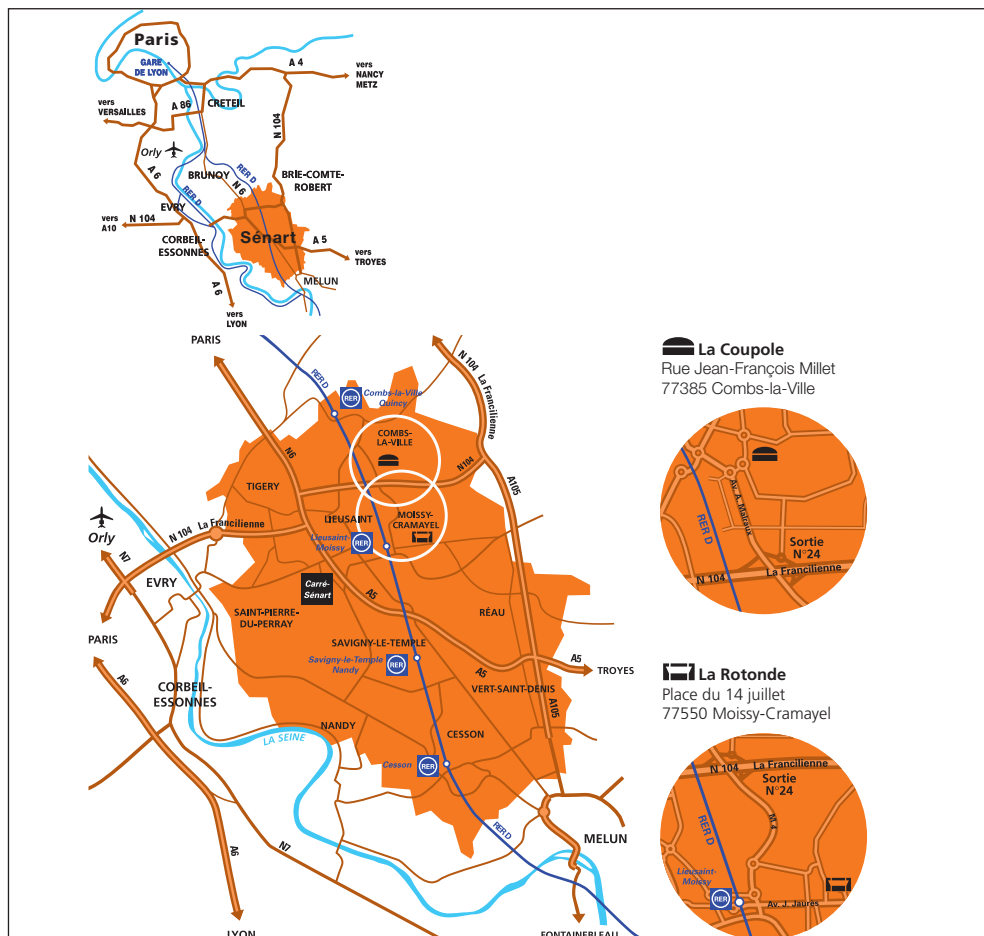 Paris
GARE
DE LYON
A 4
vers
NANCY
METZ
vers
VERSAILLES
A 86
CRETEIL
N 104
Orly
A 6
BRUNOY
RER D
N 6
BRIE-COMTE-
ROBERT
RER D
EVRY
vers
A10
N 104
Sénart
A 5
CORBEIL-
ESSONNES
vers
TROYES
MELUN
A 6
vers
LYON
PARIS
RER D
N 104
La Francilienne
RER
Combs-la-Ville
Quincy
COMBS-
LA-VILLE
N6
N104
A105
TIGERY
Orly
N 104
La Francilienne
LIEUSAINT
MOISSY-
CRAMAYEL
Lieusaint-
Moissy
RER
N7
EVRY
Carré-
Sénart
A5
SAINT-PIERRE-
DU-PERRAY
RÉAU
PARIS
SAVIGNY-LE-TEMPLE
Savigny-le-Temple
Nandy
RER
A5
A5
TROYES
A6
CORBEIL-
ESSONNES
VERT-SAINT-DENIS
A105
NANDY
LA SEINE
CESSON
Cesson
RER
RER D
MELUN
A6
N7
LYON
FONTAINEBLEAU
La Coupole
Rue Jean-François Millet
77385 Combs-la-Ville
Av. A. Malraux
RER D
Sortie
N°24
N 104
La Francilienne
La Rotonde
Place du 14 juillet
77550 Moissy-Cramayel
N 104
La Francilienne
Sortie
N°24
RER D
M 4
Lieusaint-
Moissy
RER
Av. J. Jaurès